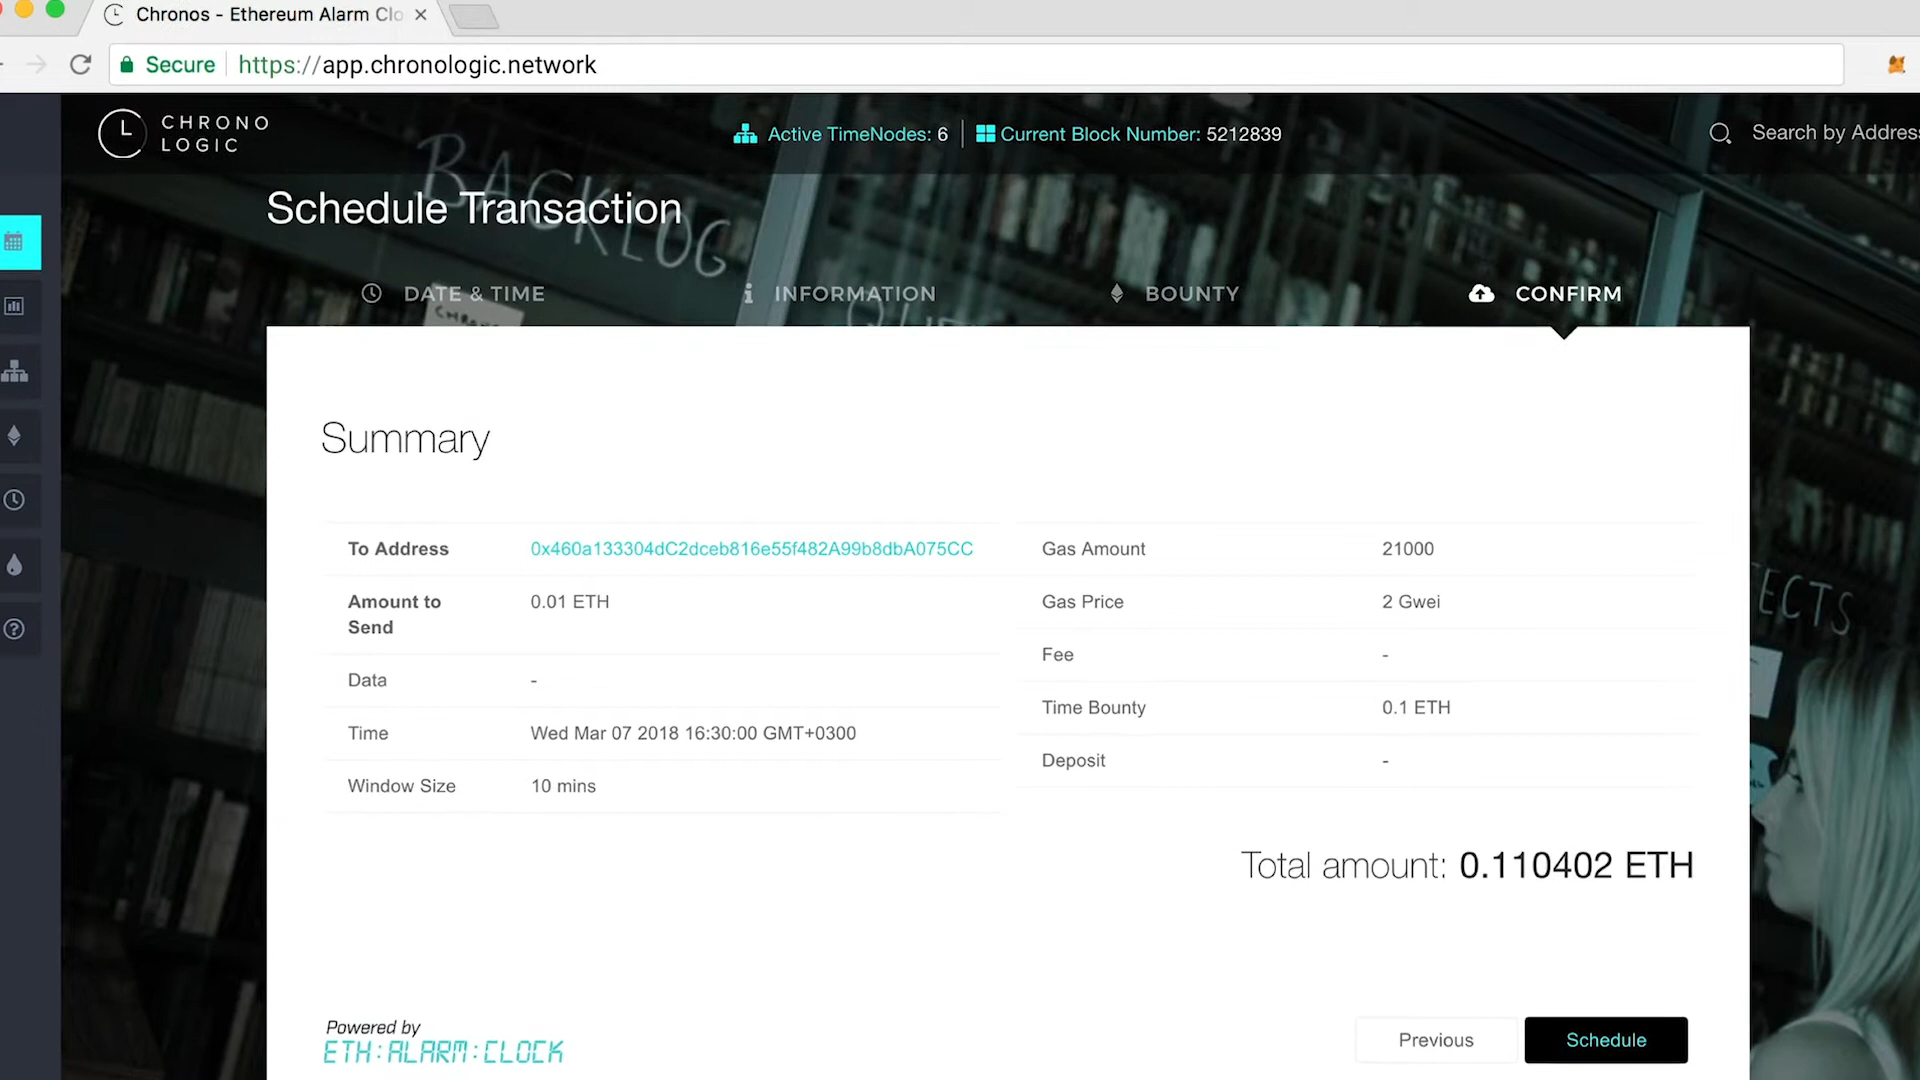 Chronos - Ethereum Alarm Clo
Secure https://app.chronologic.network
CHRONO
LOGIC
Active TimeNodes: 6 Current Block Number: 5212839
Search by Address
BACKLOG
Schedule Transaction
DATE & TIME INFORMATION BOUNTY CONFIRM
Summary
To Address 0x460a133304dC2dceb816e55f482A99b8dbA075CC
Gas Amount 21000
Amount to Send 0.01 ETH
Gas Price 2 Gwei
Fee -
Data -
Time Bounty 0.1 ETH
Time Wed Mar 07 2018 16:30:00 GMT+0300
Deposit -
Window Size 10 mins
Total amount: 0.110402 ETH
Powered by
ETH:ALARM:CLOCK
Previous Schedule